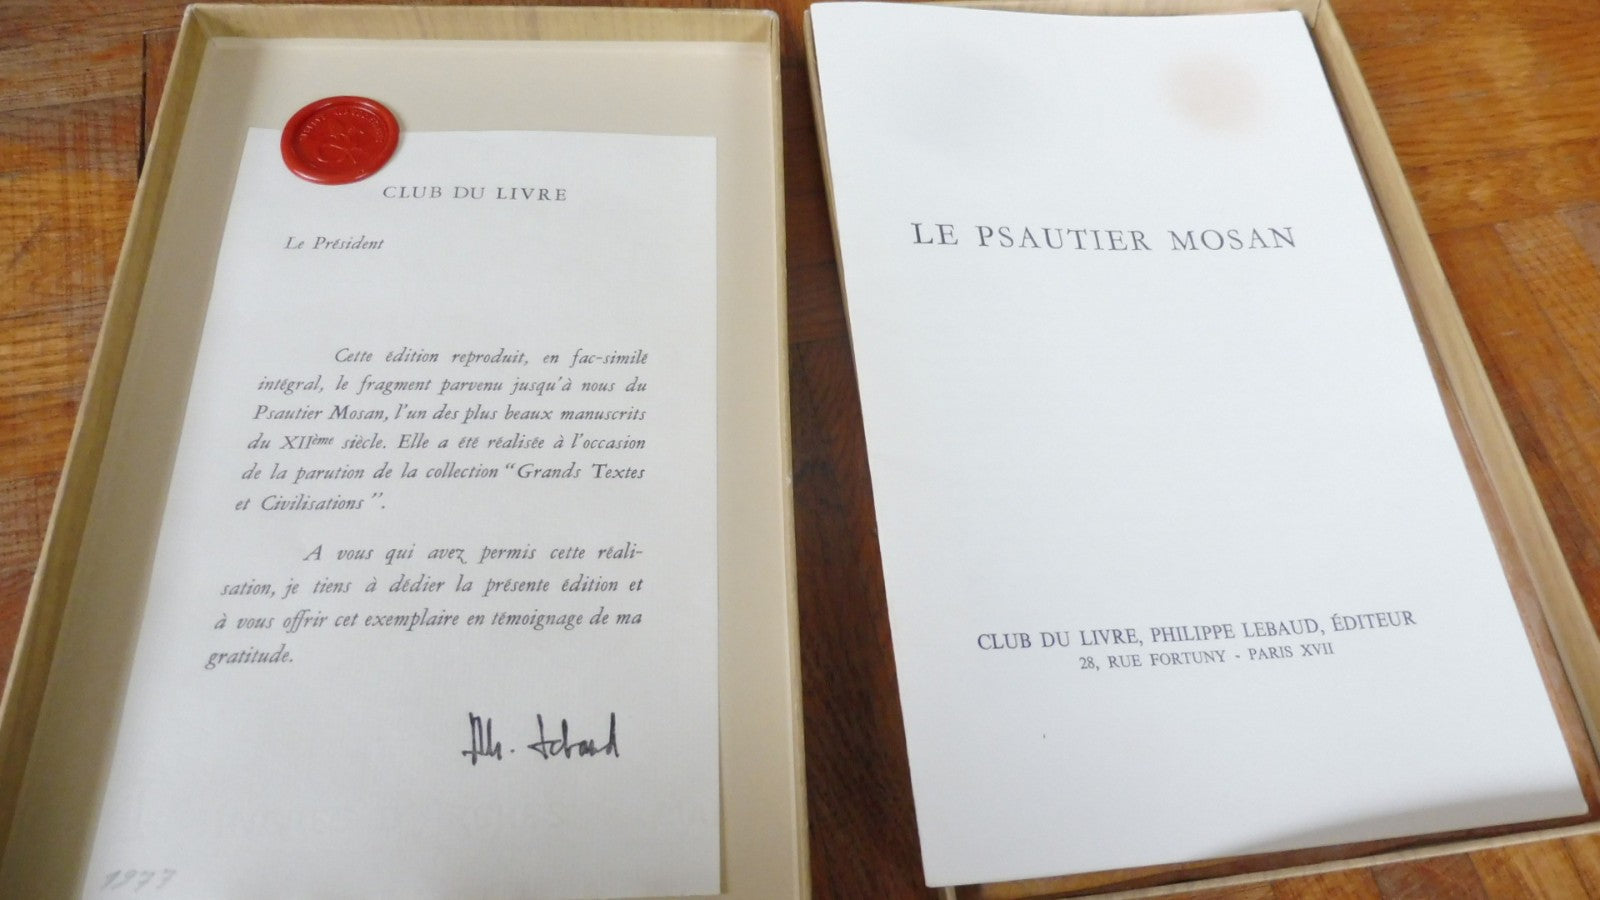 CLUB DU LIVRE
Le Président
Cette édition reproduit, en fac-similé
intégral, le fragment parvenu jusqu'à nous du
Psautier Mosan, l'un des plus beaux manuscrits
du XIIème siècle. Elle a été réalisée à l'occasion
de la parution de la collection "Grands Textes
et Civilisations".
A vous qui avez permis cette réali-
sation, je tiens à dédier la présente édition et
à vous offrir cet exemplaire en témoignage de ma
gratitude.
Ph. Lebaud
1977
LE PSAUTIER MOSAN
CLUB DU LIVRE, PHILIPPE LEBAUD, ÉDITEUR
28, RUE FORTUNY - PARIS XVII